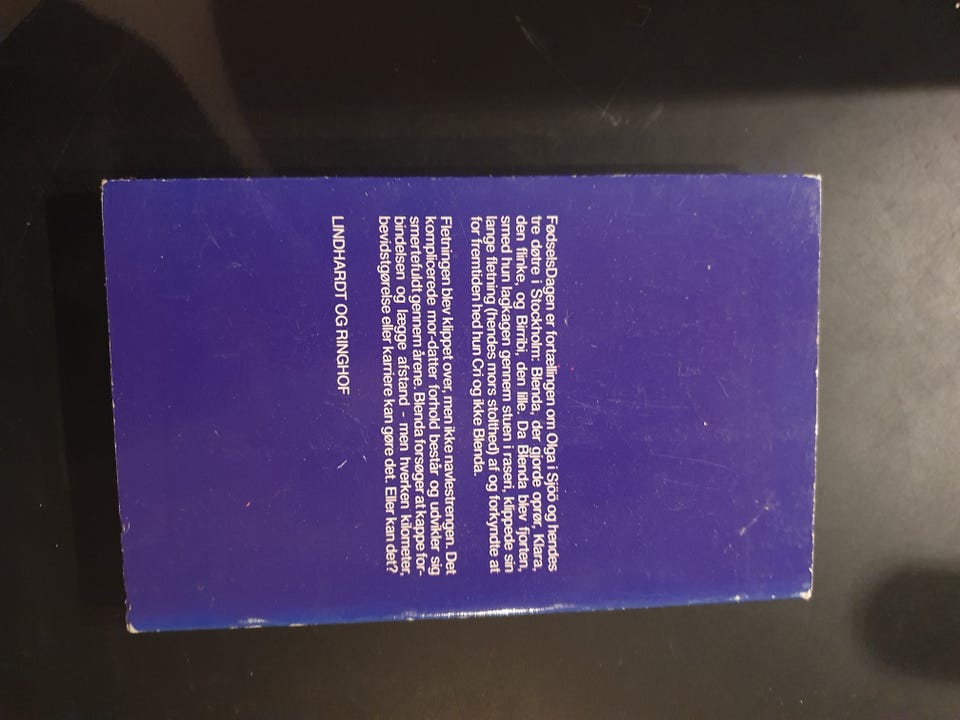 FødselsDagen er fortællingen om Olga i Sjöö og hendes
tre døtre i Stockholm: Blenda, der gjorde oprør, Klara,
den flinke, og Birribi, den lille. Da Blenda blev fjorten,
smed hun lagkagen gennem stuen i raseri, klippede sin
lange fletning (hendes mors stolthed) af og forkyndte at
for fremtiden hed hun Cri og ikke Blenda.
Fletningen blev klippet over, men ikke navlestrengen. Det
komplicerede mor-datter forhold består og udvikler sig
smertefuldt gennem årene. Blenda forsøger at kappe for-
bindelsen og lægge afstand - men hverken kilometer,
bevidstgørelse eller karriere kan gøre det. Eller kan det?
LINDHARDT OG RINGHOF